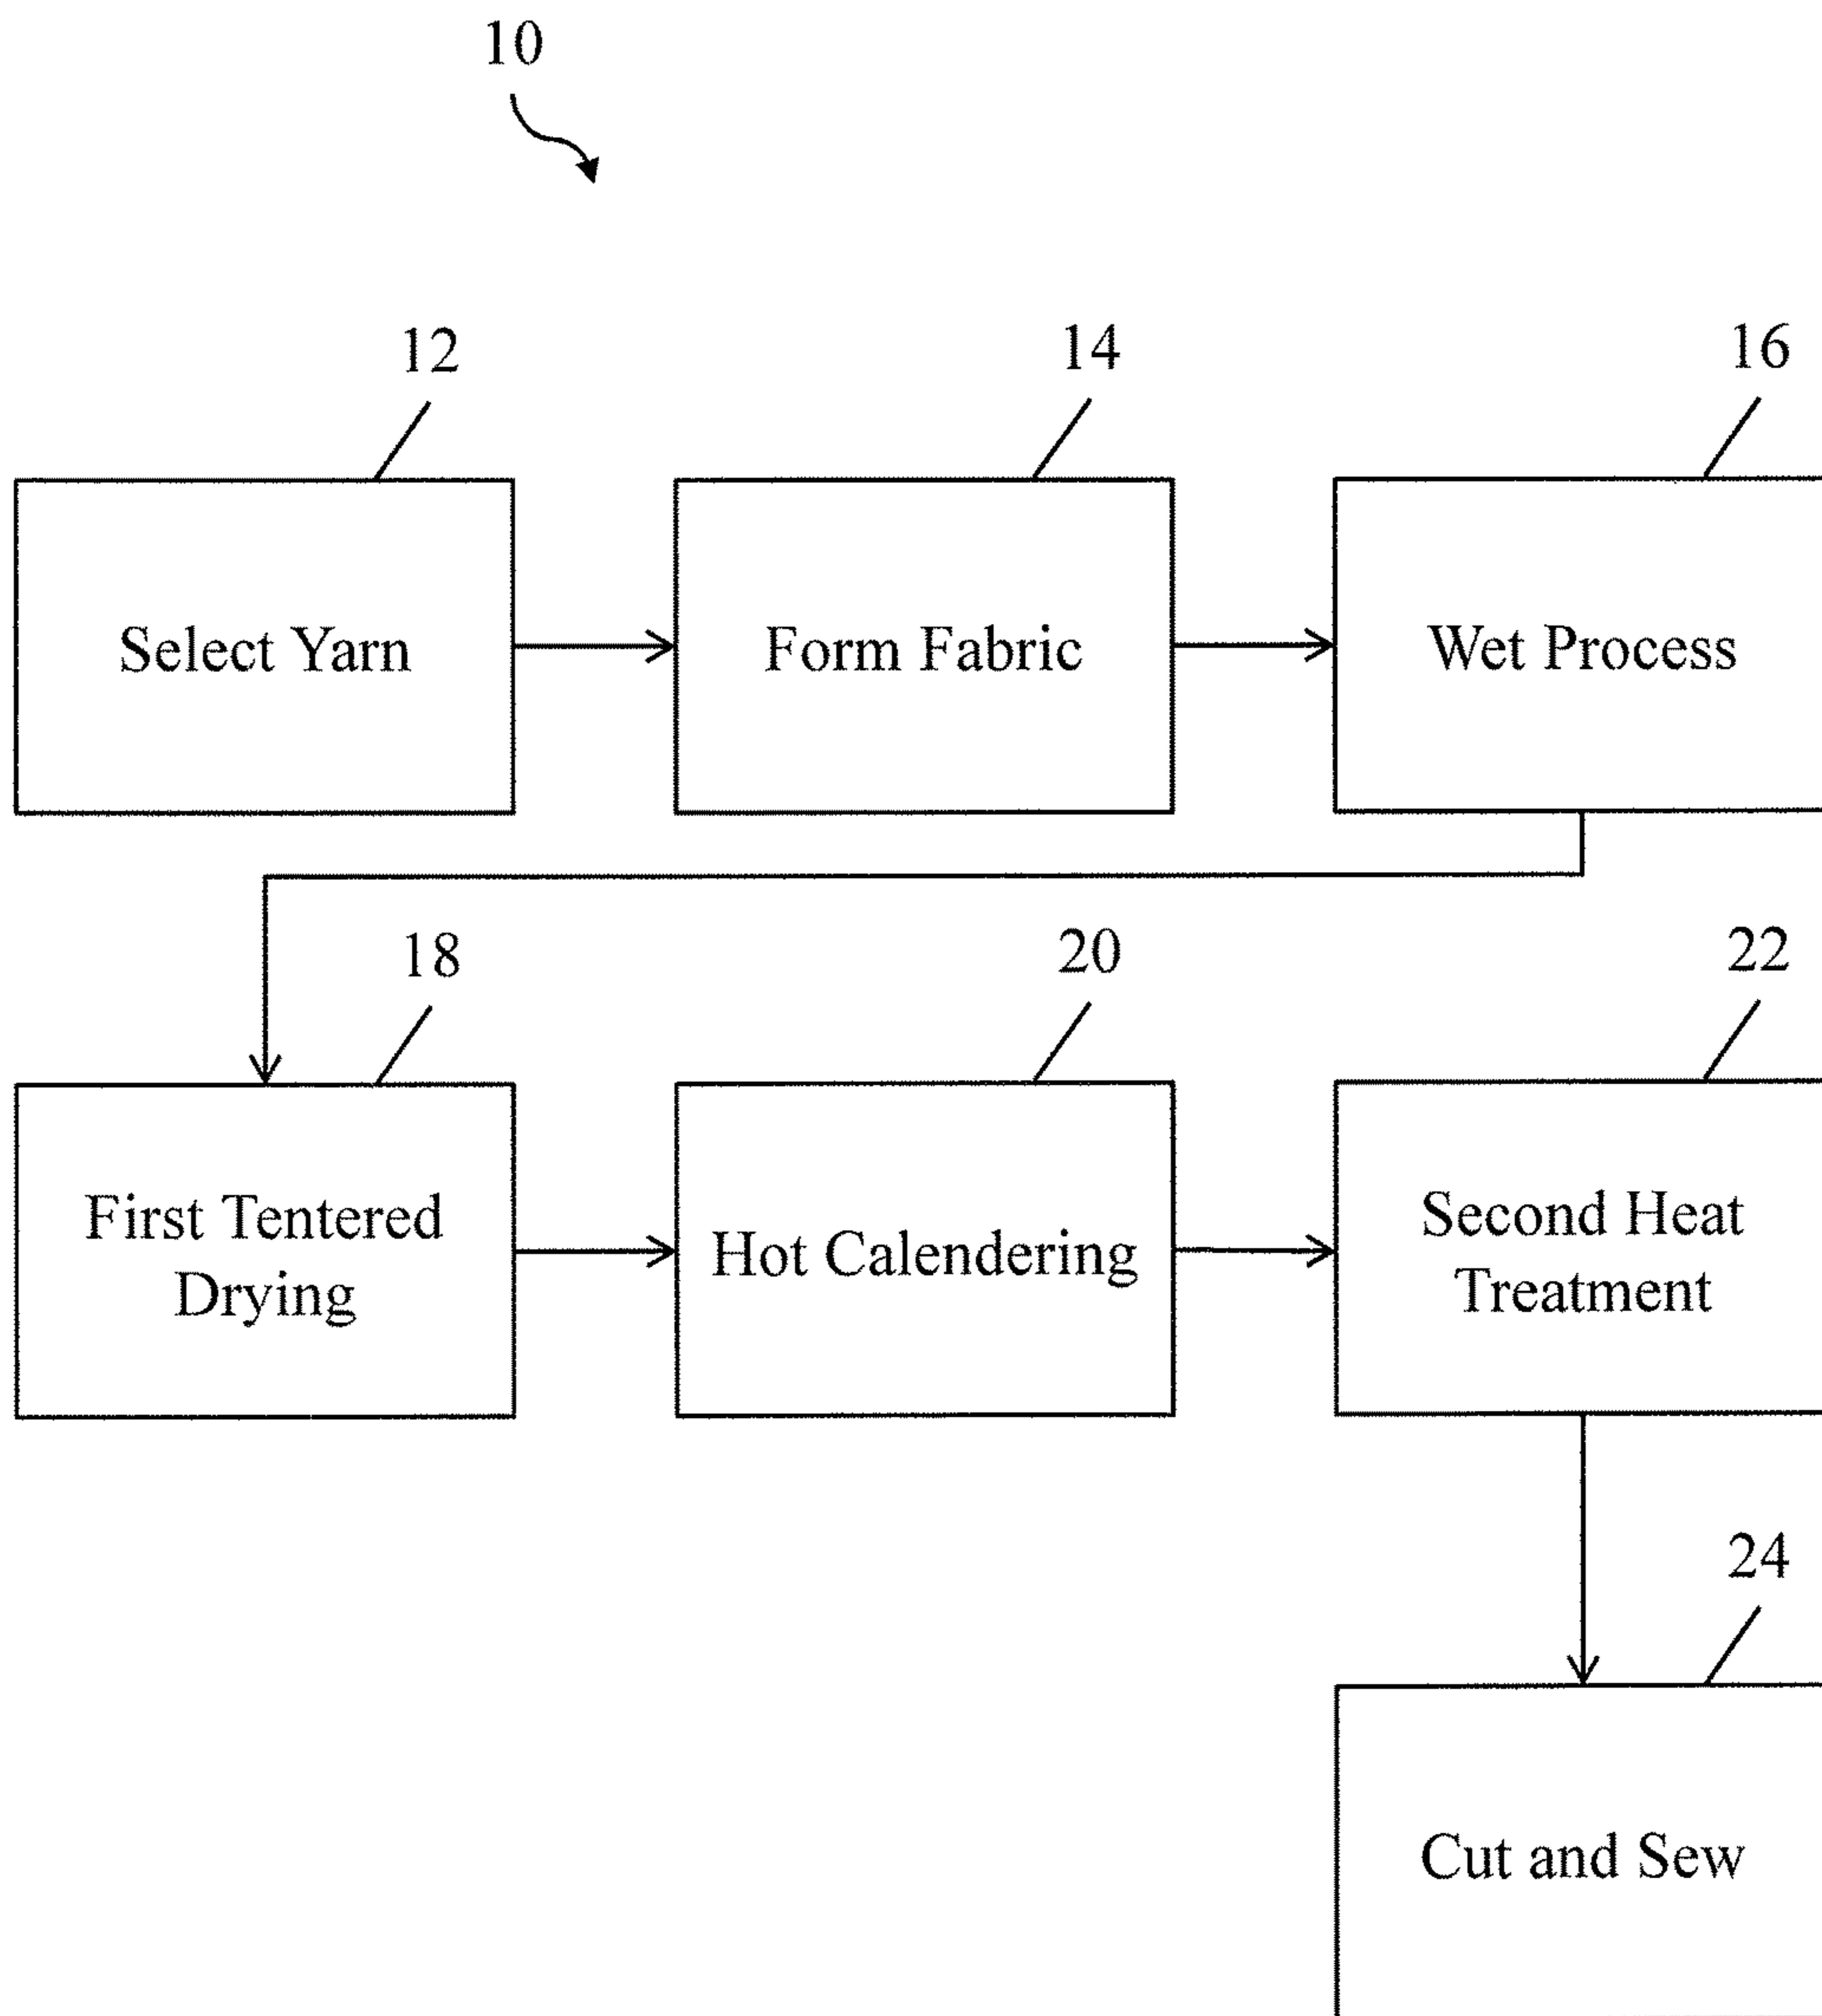 10
12
14
16
Select Yarn
Form Fabric
Wet Process
18
20
22
First Tentered
Drying
Hot Calendering
Second Heat
Treatment
24
Cut and Sew